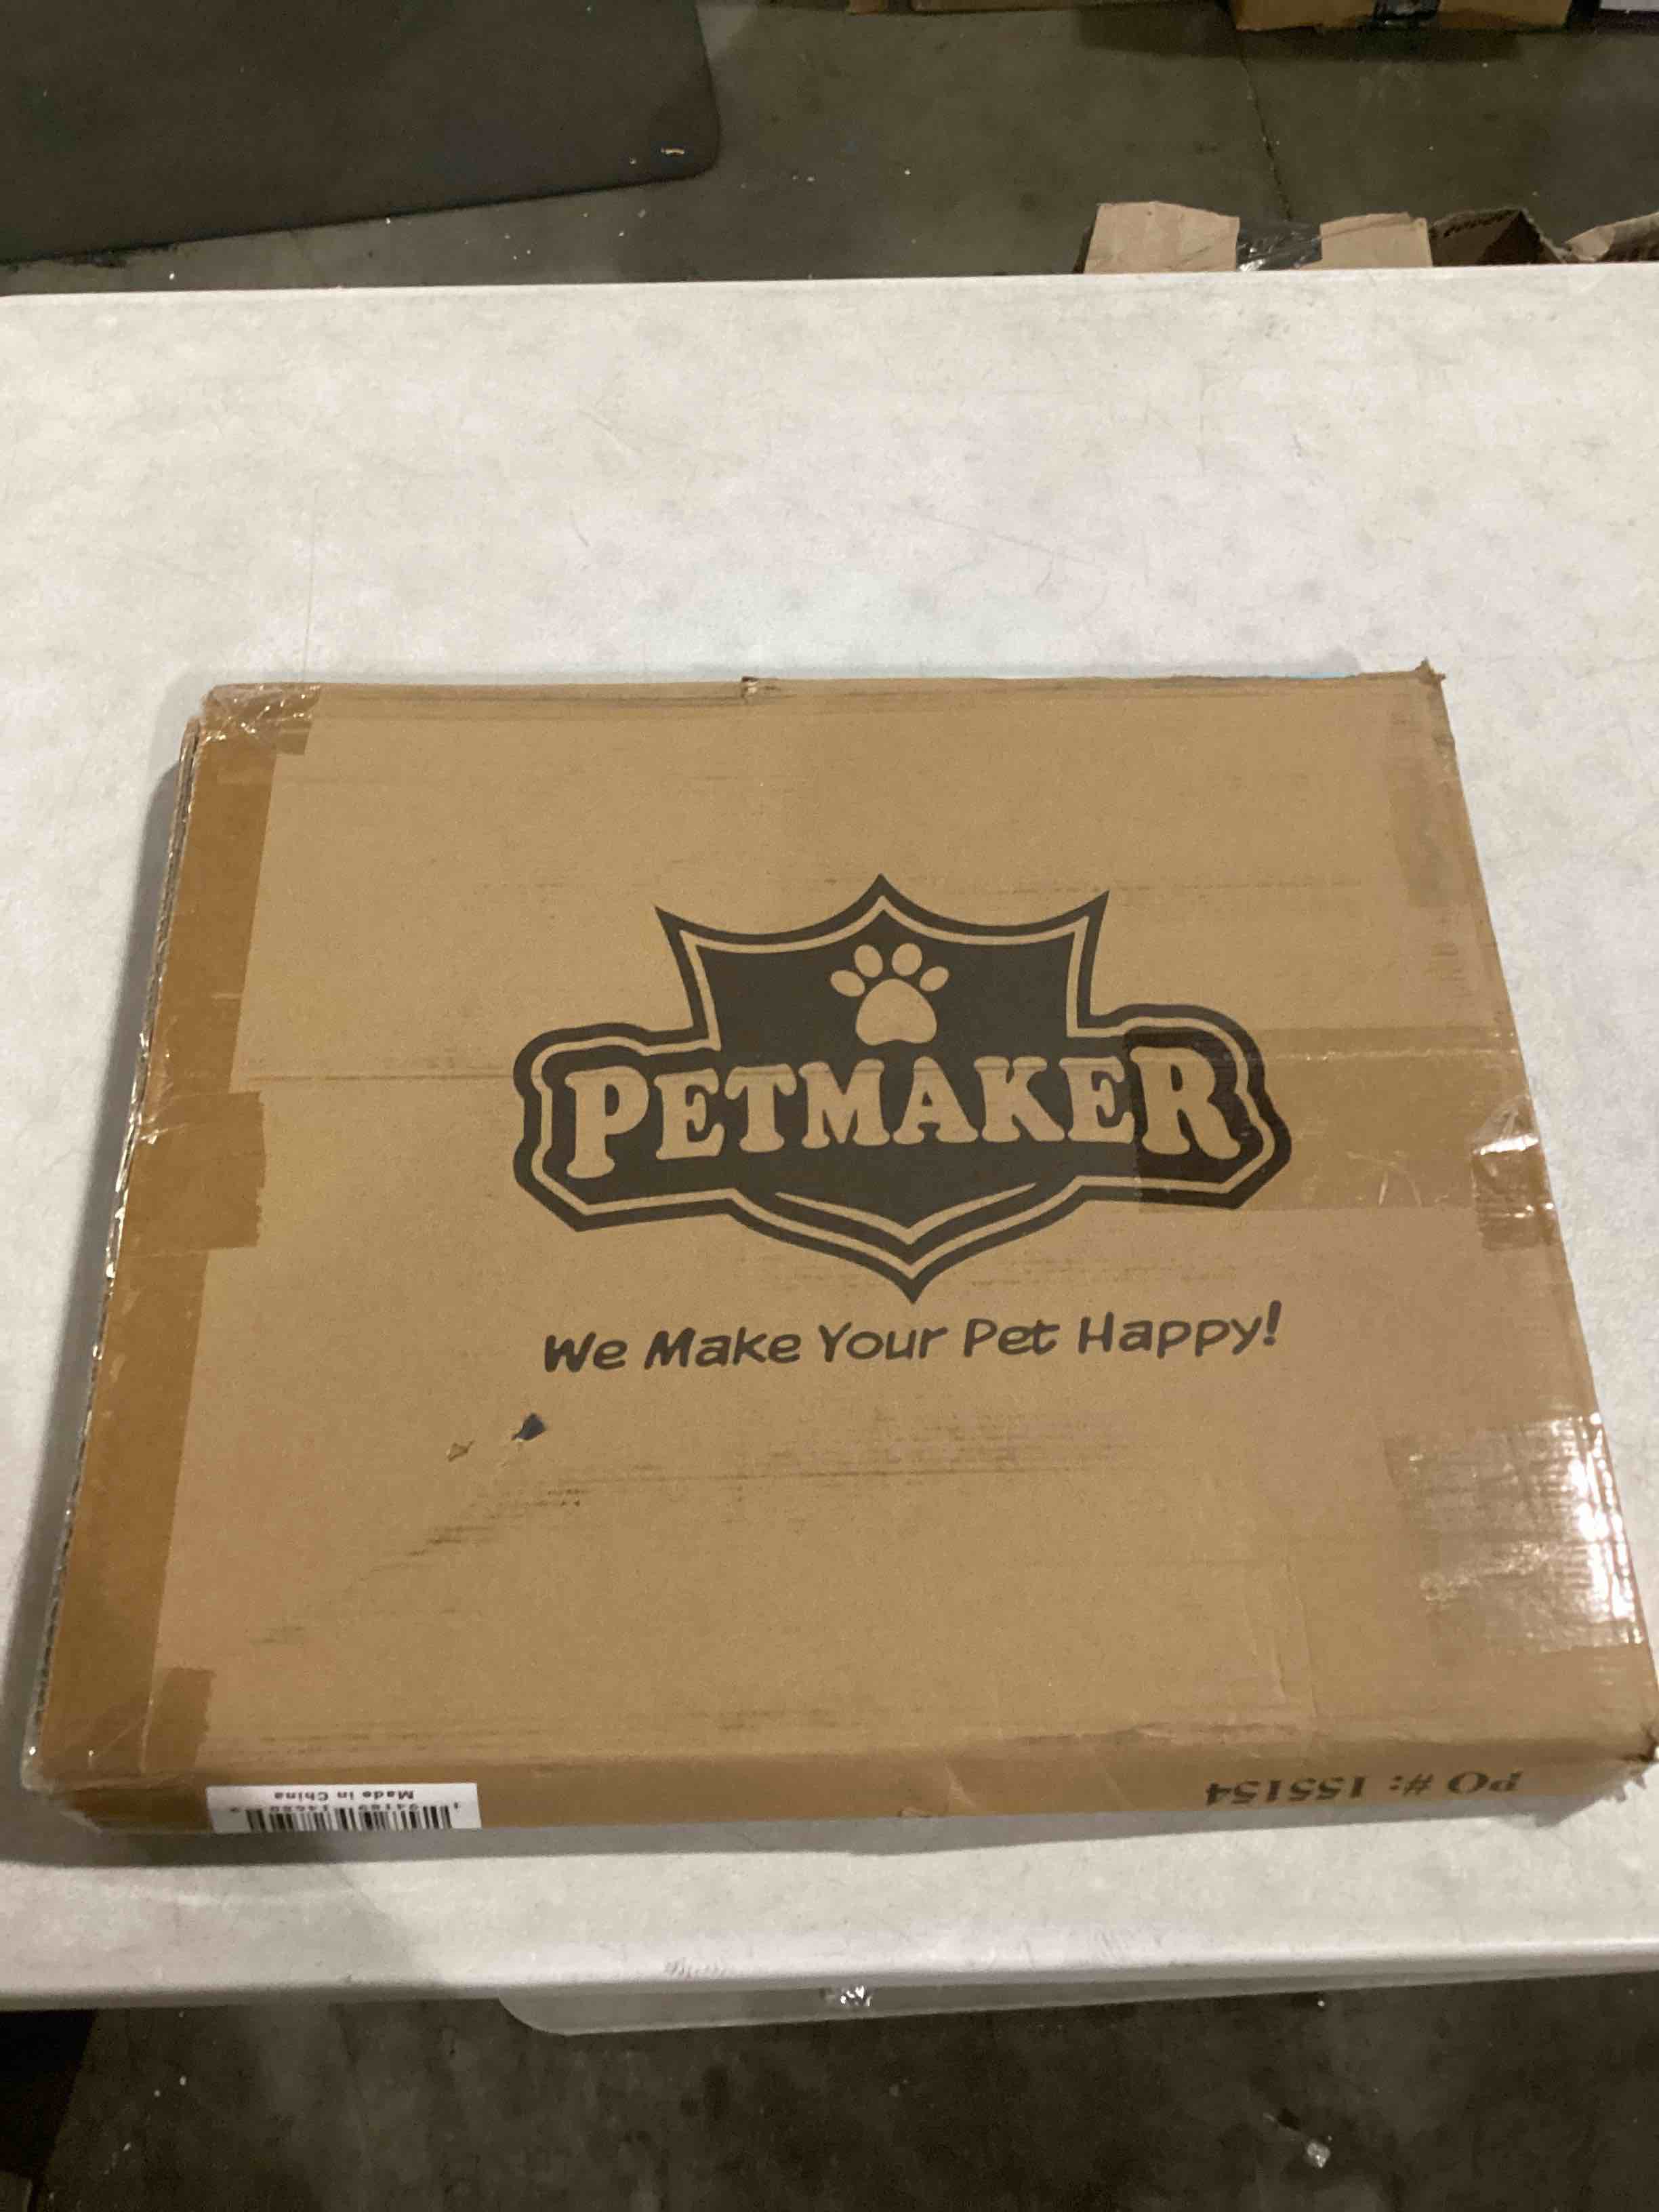 PETMAKER
We Make Your Pet Happy!
PO #: 155154
Made in China